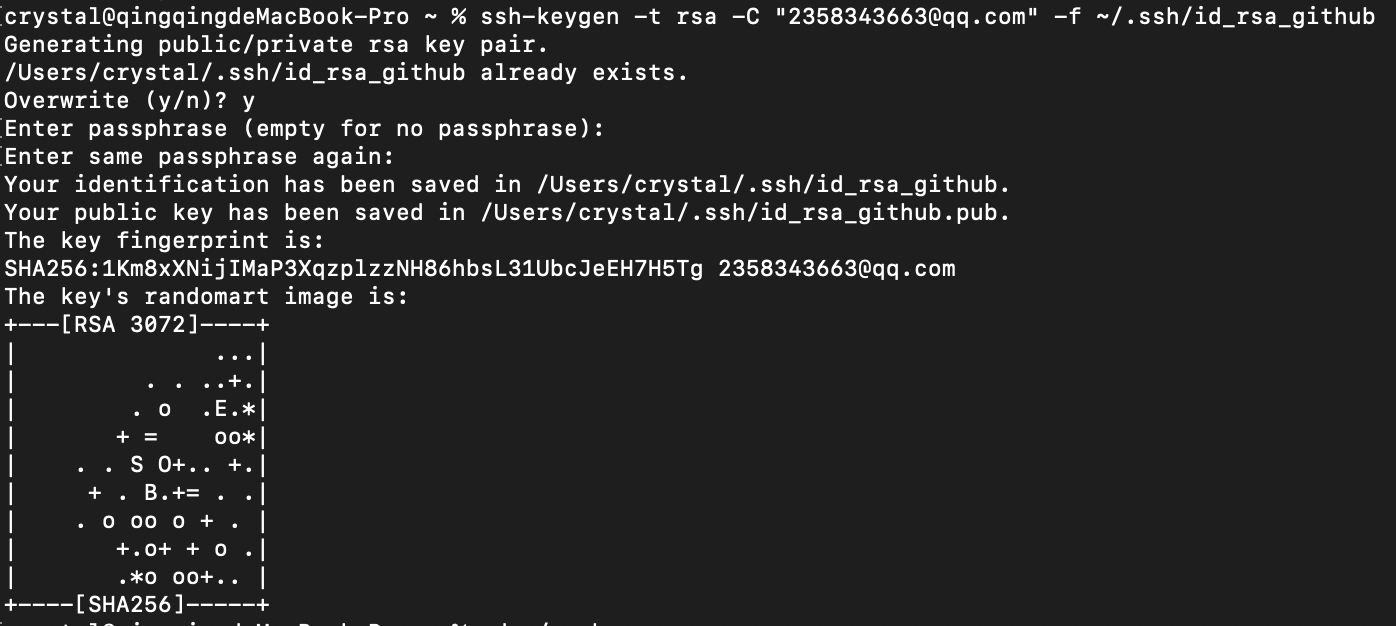 crystal@qingqingdeMacBook-Pro ~ % ssh-keygen -t rsa -C "2358343663@qq.com" -f ~/.ssh/id_rsa_github
Generating public/private rsa key pair.
/Users/crystal/.ssh/id_rsa_github already exists.
Overwrite (y/n)? y
Enter passphrase (empty for no passphrase):
Enter same passphrase again:
Your identification has been saved in /Users/crystal/.ssh/id_rsa_github.
Your public key has been saved in /Users/crystal/.ssh/id_rsa_github.pub.
The key fingerprint is:
SHA256:1Km8xXNijIMaP3XqzplzzNH86hbsL31UbcJeEH7H5Tg 2358343663@qq.com
The key's randomart image is:
+---[RSA 3072]----+
|              ...|
|         . . ..+.|
|        . o  .E.*|
|       + =    oo*|
|    . . S O+.. +.|
|     + . B.+= . .|
|    . o oo o + . |
|       +.o+ + o .|
|       .*o oo+.. |
+----[SHA256]-----+